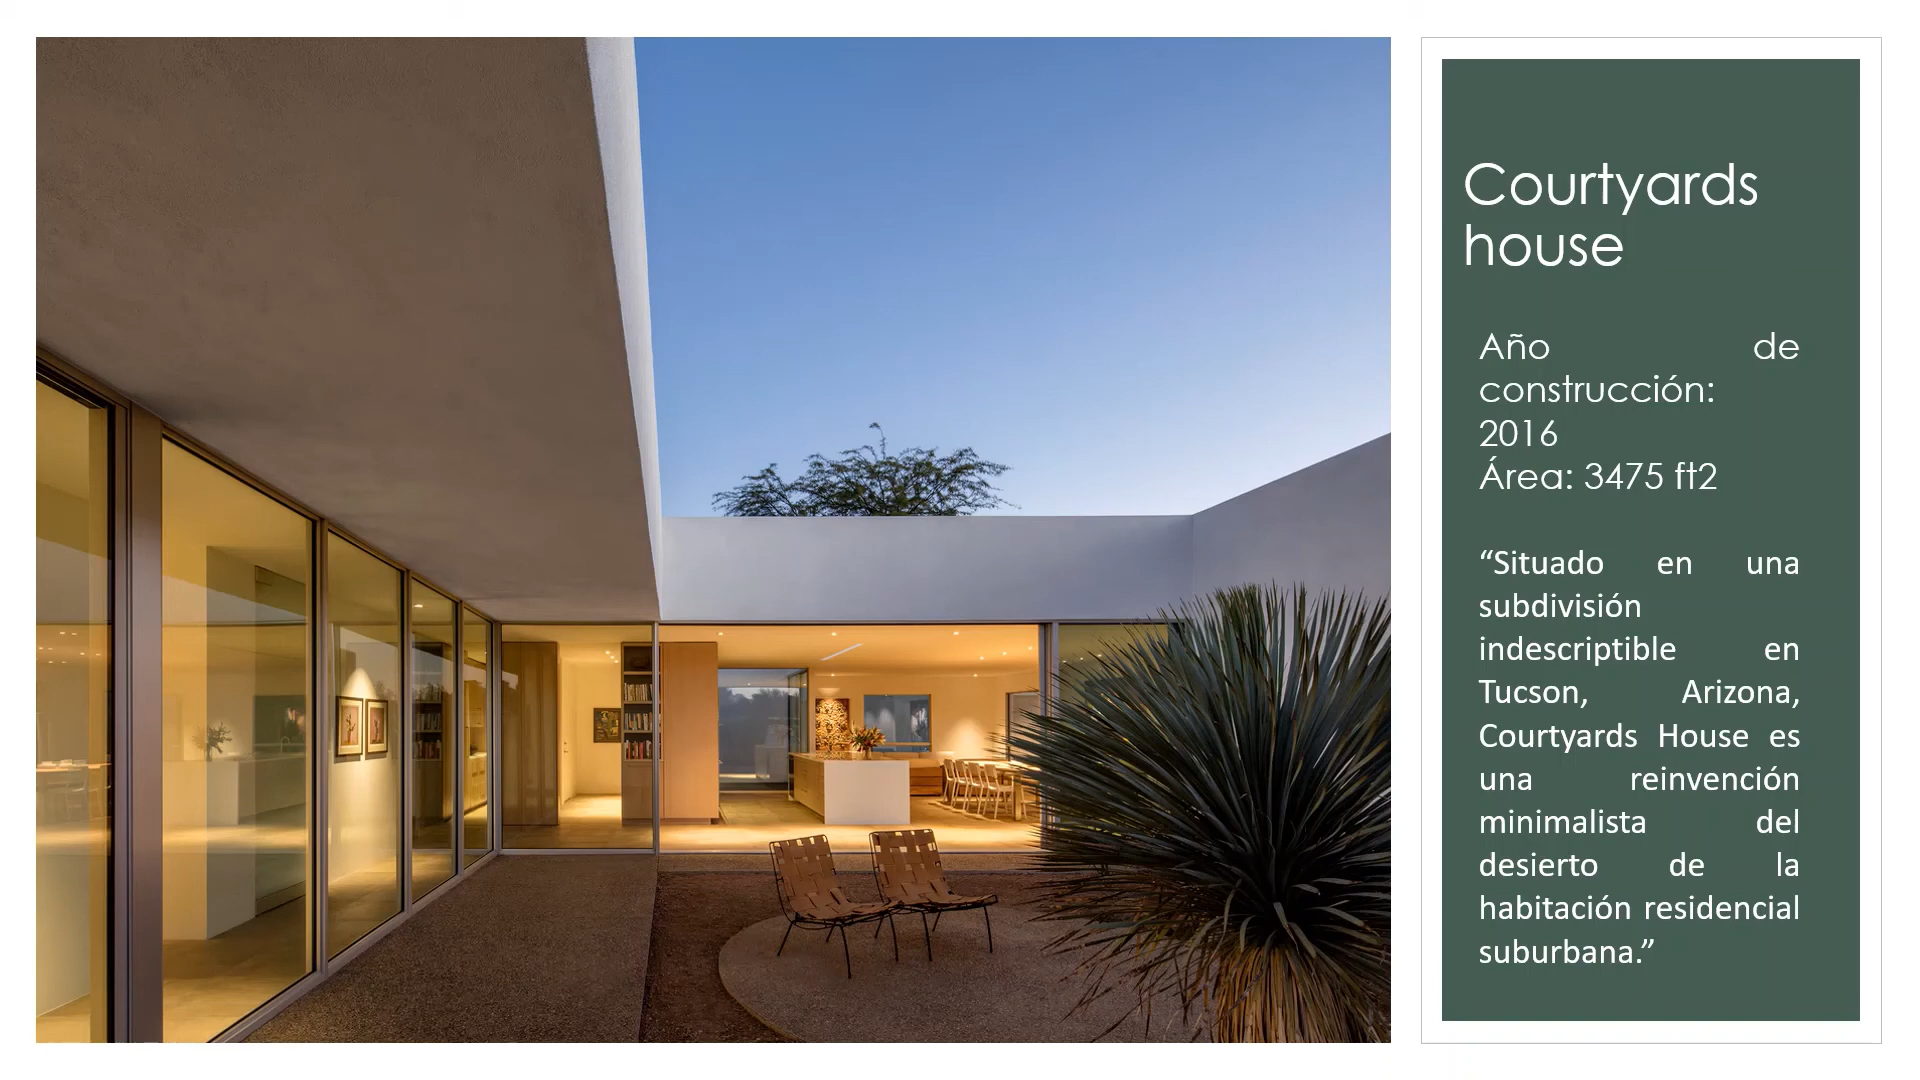 Courtyards
house
Año de
construcción:
2016
Área: 3475 ft2
“Situado en una
subdivisión
indescriptible en
Tucson, Arizona,
Courtyards House es
una reinvención
minimalista del
desierto de la
habitación residencial
suburbana.”